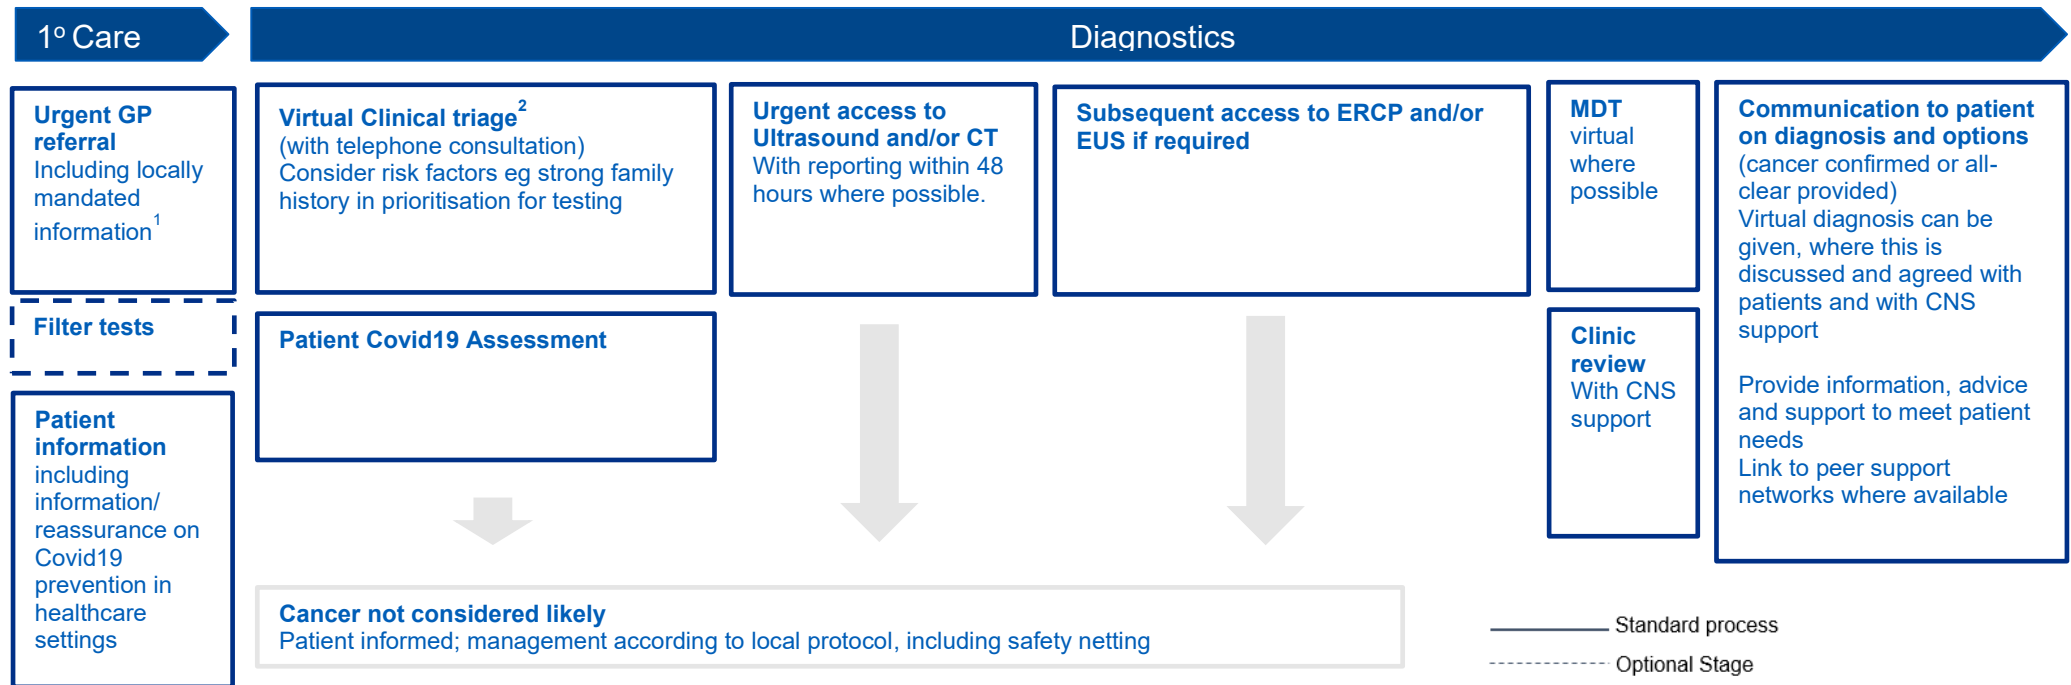 1º Care
Diagnostics
Urgent GP
referral
Including locally
mandated
information1
Filter tests
Patient
information
including
information/
reassurance on
Covid19
prevention in
healthcare
settings
Virtual Clinical triage2
(with telephone consultation)
Consider risk factors eg strong family
history in prioritisation for testing
Patient Covid19 Assessment
Urgent access to
Ultrasound and/or CT
With reporting within 48
hours where possible.
Subsequent access to ERCP and/or
EUS if required
MDT
virtual
where
possible
Clinic
review
With CNS
support
Communication to patient
on diagnosis and options
(cancer confirmed or all-
clear provided)
Virtual diagnosis can be
given, where this is
discussed and agreed with
patients and with CNS
support
Provide information, advice
and support to meet patient
needs
Link to peer support
networks where available
Cancer not considered likely
Patient informed; management according to local protocol, including safety netting
Standard process
Optional Stage